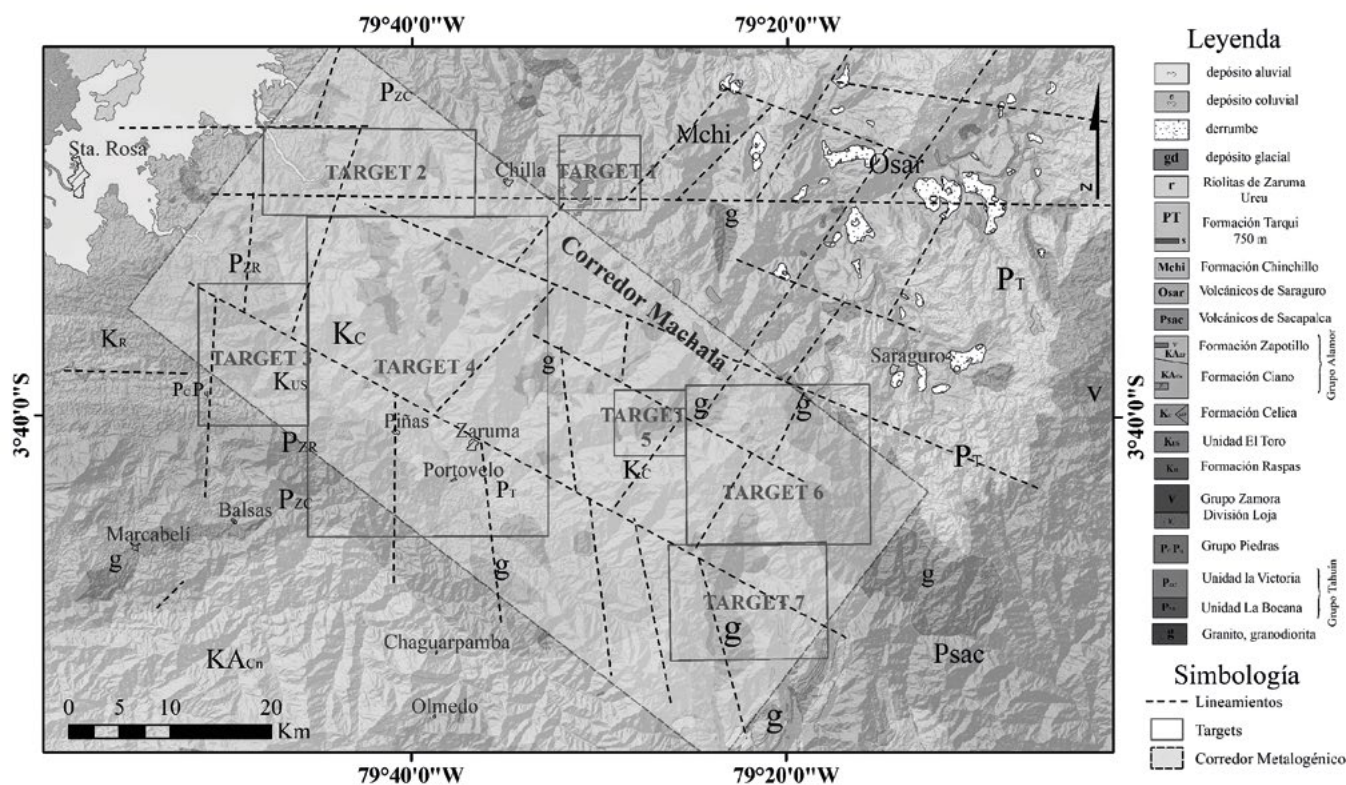 79°40'0"W
79°20'0"W
3°40'0"S
3°40'0"S
79°40'0"W
79°20'0"W
PZC
Mchi
Sta. Rosa
TARGET 2
Chilla
TARGET 1
Osar
g
PZR
Corredor Machala
PT
KR
KC
TARGET 3
TARGET 4
KUS
g
Saraguro
V
Piñas
TARGET
5
g
g
PZR
Zaruma
Portovelo
KC
PT
PT
PZC
TARGET 6
Balsas
Marcabelí
g
g
g
TARGET 7
g
Chaguarpamba
KACn
Psac
Olmedo
g
0 5 10 20
Km
Z
Leyenda
depósito aluvial
depósito coluvial
derrumbe
gd depósito glacial
r Riolitas de Zaruma
Urcu
PT Formación Tarqui
s 750 m
Mchi Formación Chinchillo
Osar Volcánicos de Saraguro
Psac Volcánicos de Sacapalca
Formación Zapotillo
Formación Ciano
Grupo Alamor
Formación Celica
Unidad El Toro
Formación Raspas
V Grupo Zamora
División Loja
Grupo Piedras
Unidad la Victoria
Unidad La Bocana
Grupo Tahuin
g Granito, granodiorita
Simbología
Lineamientos
Targets
Corredor Metalogénico